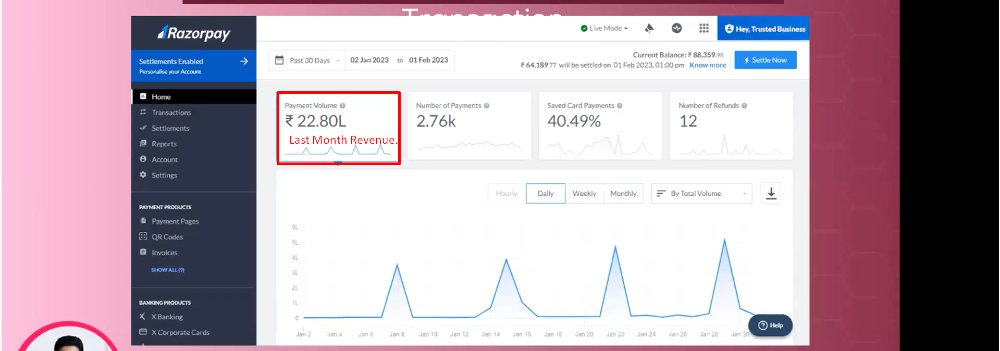 Transaction
Razorpay
Live Mode
Hey, Trusted Business
Settlements Enabled
Personalise your Account
Past 30 Days
02 Jan 2023 to 01 Feb 2023
Current Balance: ₹ 88,359.98
₹ 64,189.77 will be settled on 01 Feb 2023, 01:00 pm Know more
Settle Now
Home
Transactions
Settlements
Reports
Account
Settings
PAYMENT PRODUCTS
Payment Pages
QR Codes
Invoices
SHOW ALL (9)
BANKING PRODUCTS
X Banking
X Corporate Cards
Payment Volume
₹ 22.80L
Last Month Revenue.
Number of Payments
2.76k
Saved Card Payments
40.49%
Number of Refunds
12
Hourly Daily Weekly Monthly
By Total Volume
6L
5L
4L
3L
2L
1L
0
Jan 2 Jan 4 Jan 6 Jan 8 Jan 10 Jan 12 Jan 14 Jan 16 Jan 18 Jan 20 Jan 22 Jan 24 Jan 26 Jan 28 Jan 30
Help